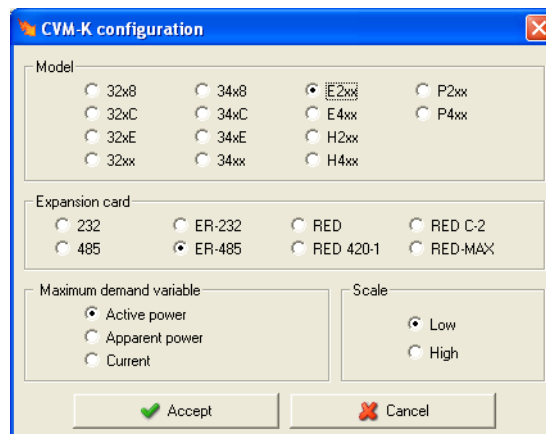 CVM-K configuration
Model
32x8 34x8 E2xx P2xx
32xC 34xC E4xx P4xx
32xE 34xE H2xx
32xx 34xx H4xx
Expansion card
232 ER-232 RED RED C-2
485 ER-485 RED 420-1 RED-MAX
Maximum demand variable
Active power
Apparent power
Current
Scale
Low
High
Accept Cancel